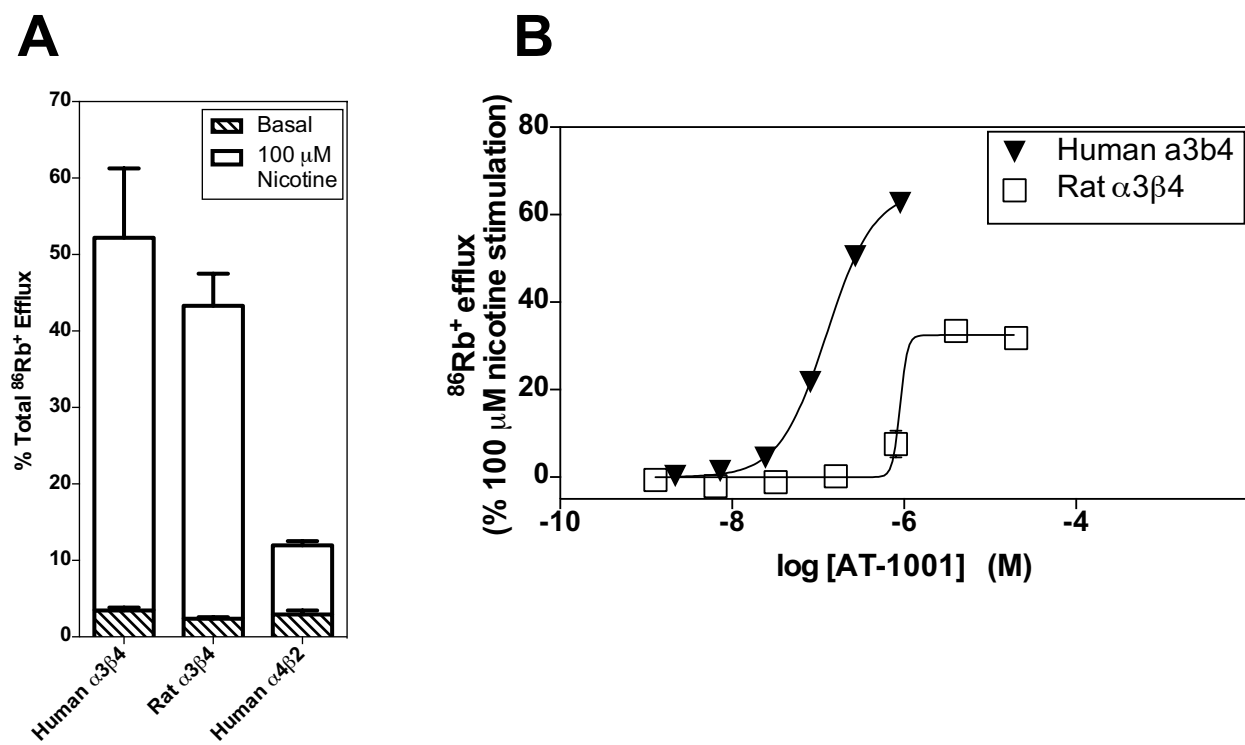 A
B
% Total ⁸⁶Rb⁺ Efflux
70
60
50
40
30
20
10
0
Basal
100 μM
Nicotine
Human α3β4
Rat α3β4
Human α4β2
⁸⁶Rb⁺ efflux
(% 100 μM nicotine stimulation)
80
60
40
20
0
Human a3b4
Rat α3β4
-10
-8
-6
-4
log [AT-1001] (M)